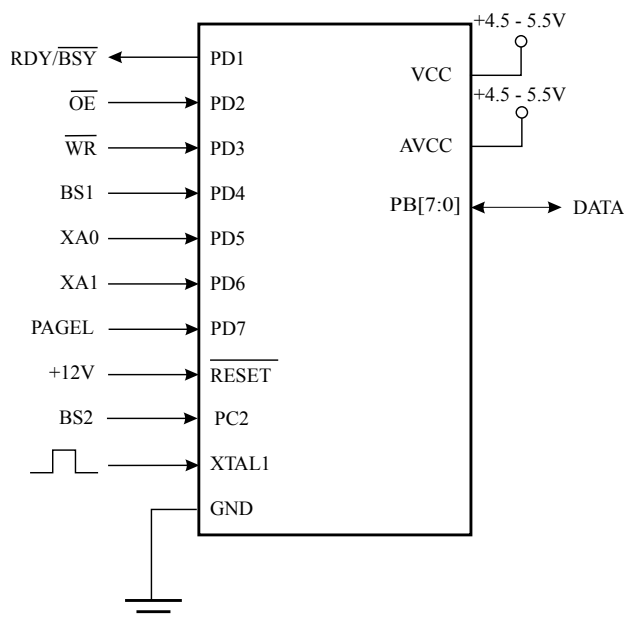 +4.5 - 5.5V
RDY/BSY PD1
VCC
OE PD2
+4.5 - 5.5V
WR PD3
AVCC
BS1 PD4
PB[7:0] DATA
XA0 PD5
XA1 PD6
PAGEL PD7
+12V RESET
BS2 PC2
XTAL1
GND